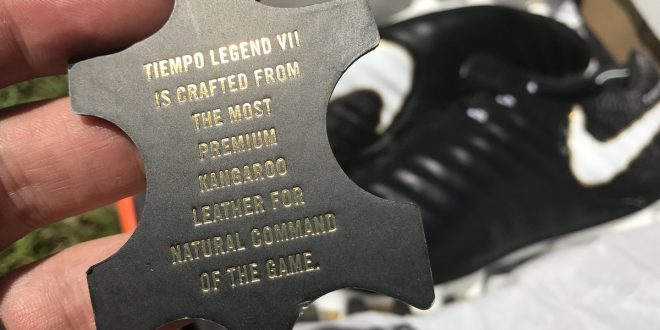 TIEMPO LEGEND VII
IS CRAFTED FROM
THE MOST
PREMIUM
KANGAROO
LEATHER FOR
NATURAL COMMAND
OF THE GAME.